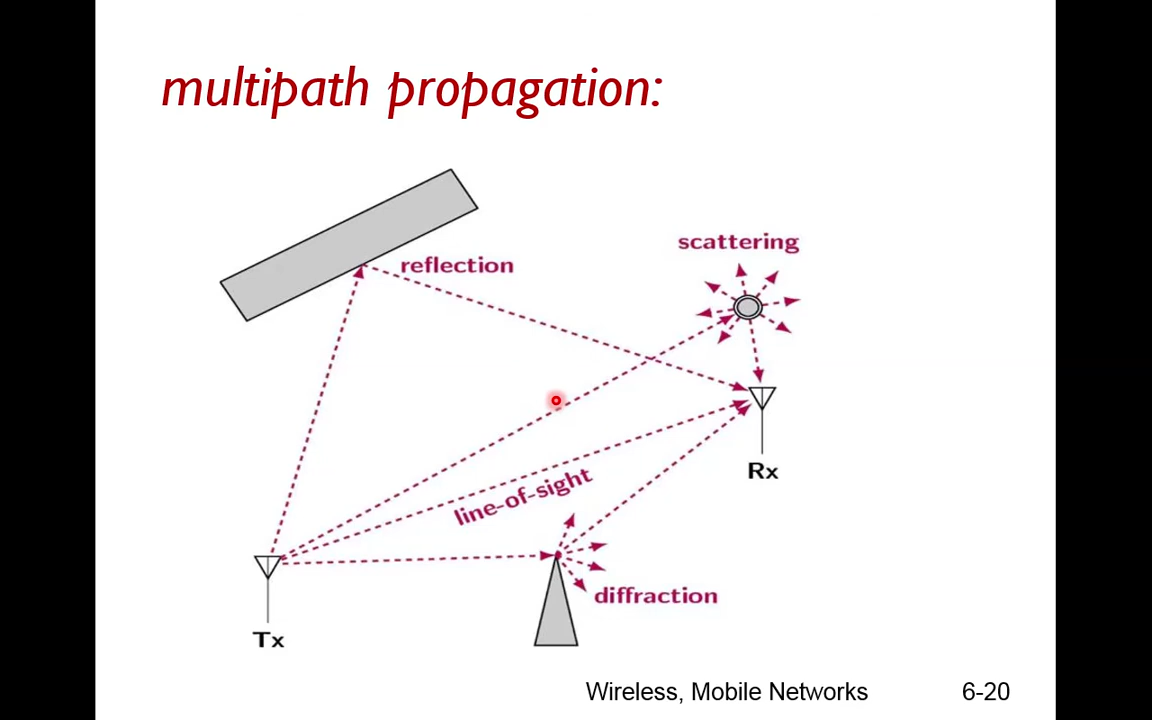 multipath propagation:
scattering
reflection
Rx
line-of-sight
diffraction
Tx
Wireless, Mobile Networks
6-20